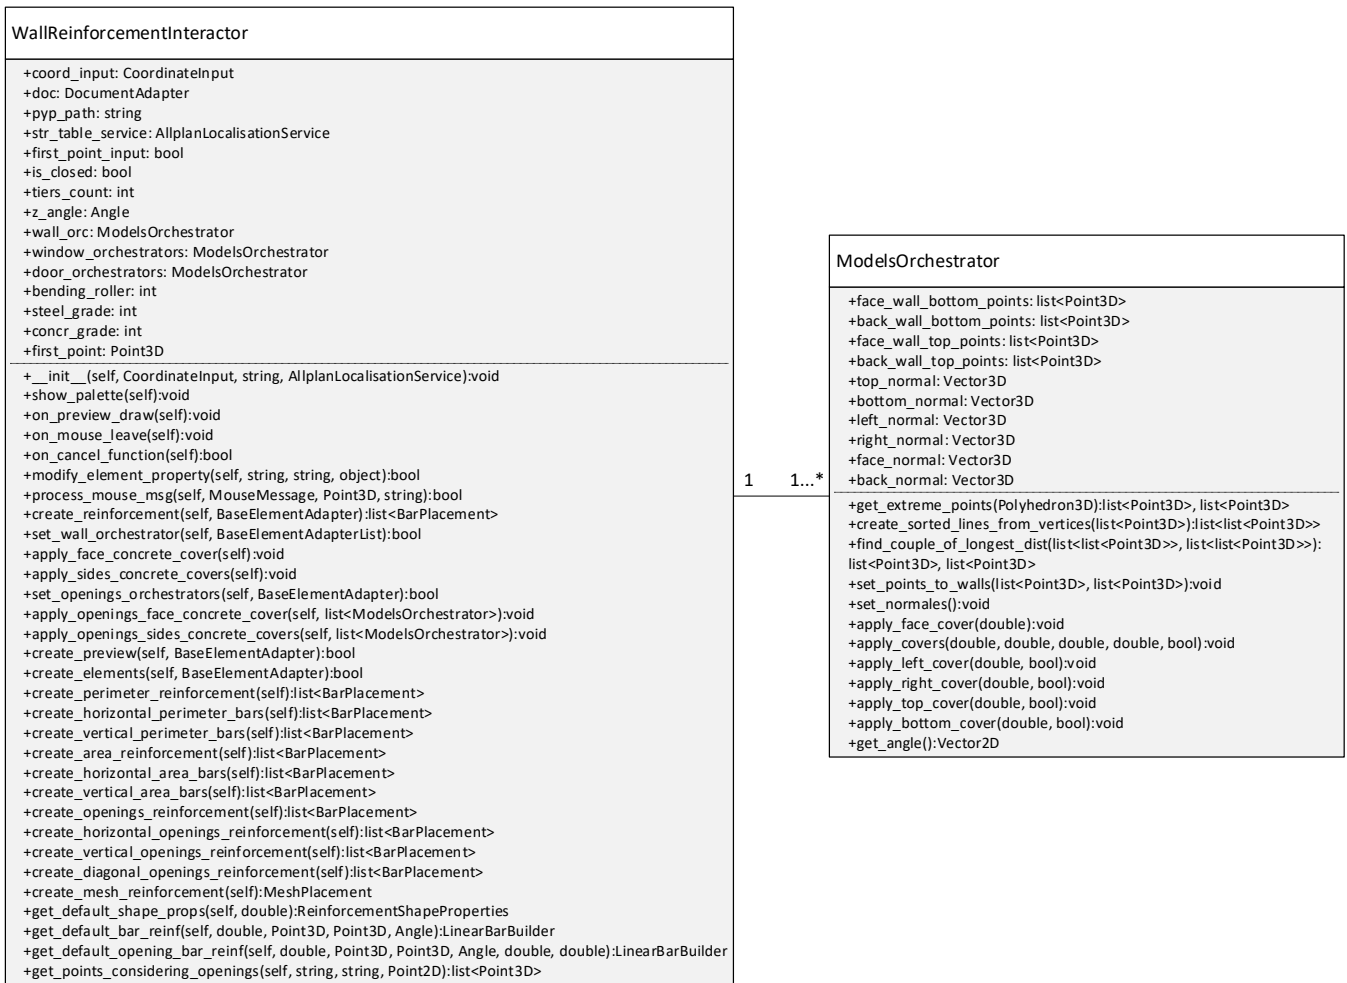 WallReinforcementInteractor
+coord_input: CoordinateInput
+doc: DocumentAdapter
+pyp_path: string
+str_table_service: AllplanLocalisationService
+first_point_input: bool
+is_closed: bool
+tiers_count: int
+z_angle: Angle
+wall_orc: ModelsOrchestrator
+window_orchestrators: ModelsOrchestrator
+door_orchestrators: ModelsOrchestrator
+bending_roller: int
+steel_grade: int
+concr_grade: int
+first_point: Point3D
+__init__(self, CoordinateInput, string, AllplanLocalisationService):void
+show_palette(self):void
+on_preview_draw(self):void
+on_mouse_leave(self):void
+on_cancel_function(self):bool
+modify_element_property(self, string, string, object):bool
+process_mouse_msg(self, MouseMessage, Point3D, string):bool
+create_reinforcement(self, BaseElementAdapter):list<BarPlacement>
+set_wall_orchestrator(self, BaseElementAdapterList):bool
+apply_face_concrete_cover(self):void
+apply_sides_concrete_covers(self):void
+set_openings_orchestrators(self, BaseElementAdapter):bool
+apply_openings_face_concrete_cover(self, list<ModelsOrchestrator>):void
+apply_openings_sides_concrete_covers(self, list<ModelsOrchestrator>):void
+create_preview(self, BaseElementAdapter):bool
+create_elements(self, BaseElementAdapter):bool
+create_perimeter_reinforcement(self):list<BarPlacement>
+create_horizontal_perimeter_bars(self):list<BarPlacement>
+create_vertical_perimeter_bars(self):list<BarPlacement>
+create_area_reinforcement(self):list<BarPlacement>
+create_horizontal_area_bars(self):list<BarPlacement>
+create_vertical_area_bars(self):list<BarPlacement>
+create_openings_reinforcement(self):list<BarPlacement>
+create_horizontal_openings_reinforcement(self):list<BarPlacement>
+create_vertical_openings_reinforcement(self):list<BarPlacement>
+create_diagonal_openings_reinforcement(self):list<BarPlacement>
+create_mesh_reinforcement(self):MeshPlacement
+get_default_shape_props(self, double):ReinforcementShapeProperties
+get_default_bar_reinf(self, double, Point3D, Point3D, Angle):LinearBarBuilder
+get_default_opening_bar_reinf(self, double, Point3D, Point3D, Angle, double, double):LinearBarBuilder
+get_points_considering_openings(self, string, string, Point2D):list<Point3D>
1 1...*
ModelsOrchestrator
+face_wall_bottom_points: list<Point3D>
+back_wall_bottom_points: list<Point3D>
+face_wall_top_points: list<Point3D>
+back_wall_top_points: list<Point3D>
+top_normal: Vector3D
+bottom_normal: Vector3D
+left_normal: Vector3D
+right_normal: Vector3D
+face_normal: Vector3D
+back_normal: Vector3D
+get_extreme_points(Polyhedron3D):list<Point3D>, list<Point3D>
+create_sorted_lines_from_vertices(list<Point3D>):list<list<Point3D>>
+find_couple_of_longest_dist(list<list<Point3D>>, list<list<Point3D>>):
list<Point3D>, list<Point3D>
+set_points_to_walls(list<Point3D>, list<Point3D>):void
+set_normales():void
+apply_face_cover(double):void
+apply_covers(double, double, double, double, bool):void
+apply_left_cover(double, bool):void
+apply_right_cover(double, bool):void
+apply_top_cover(double, bool):void
+apply_bottom_cover(double, bool):void
+get_angle():Vector2D